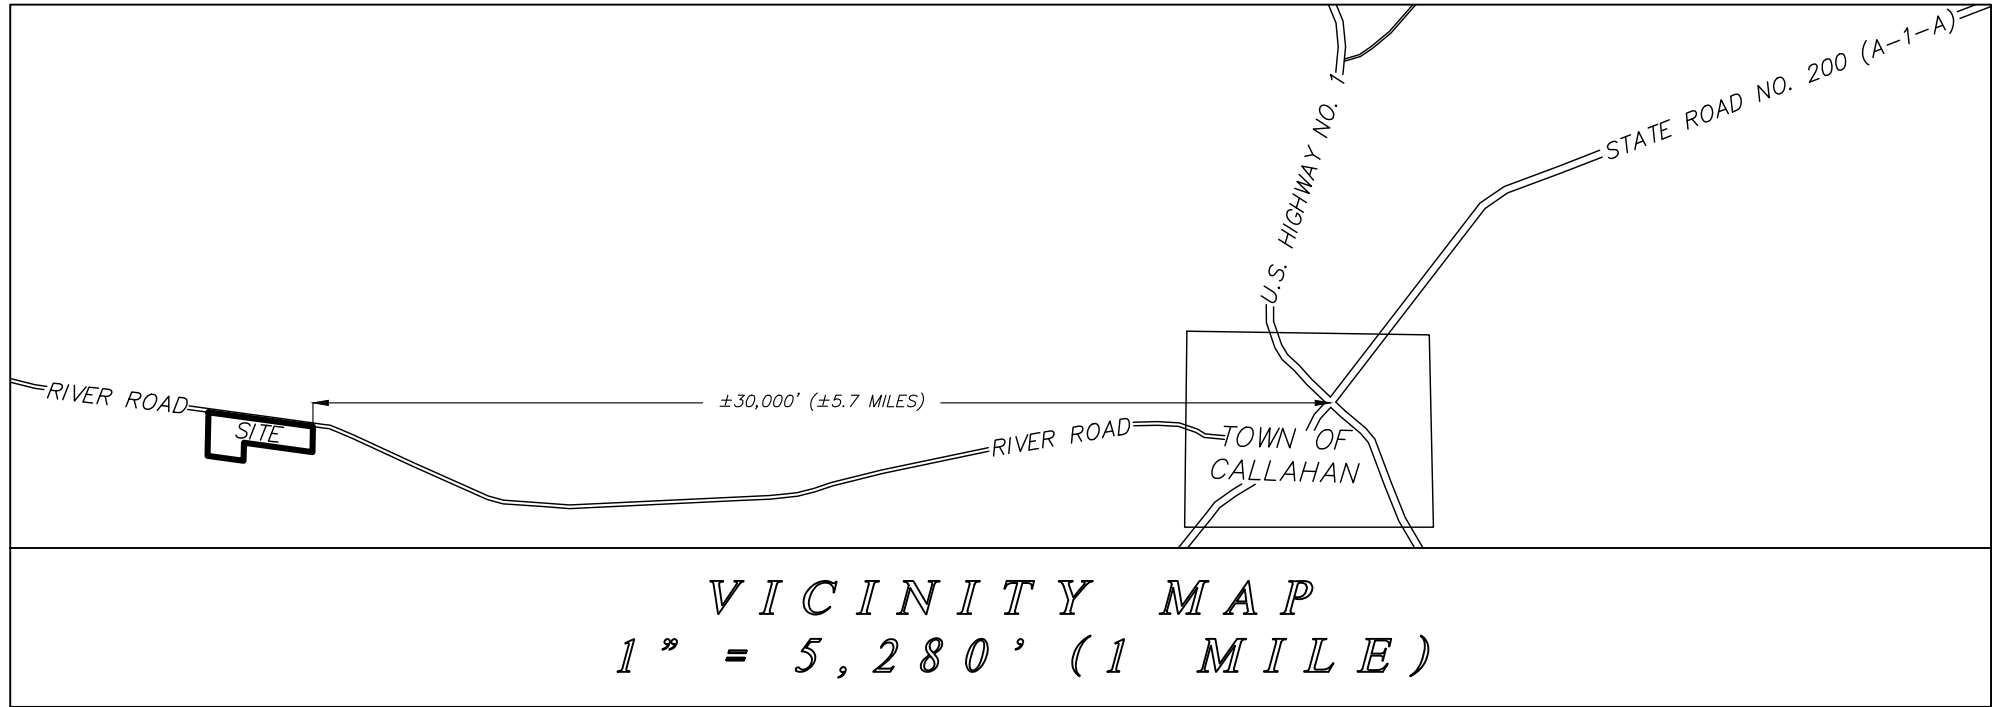 STATE ROAD NO. 200 (A-1-A)
U.S. HIGHWAY NO. 1
RIVER ROAD
SITE
±30,000' (±5.7 MILES)
RIVER ROAD
TOWN OF
CALLAHAN
VICINITY MAP
1" = 5,280' (1 MILE)